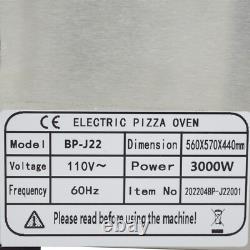 CE ELECTRIC PIZZA OVEN
Model BP-J22 Dimension 560X570X440mm
Voltage 110V～ Power 3000W
Frequency 60Hz Item No 202204BP-J22001
Please read before using the machine!